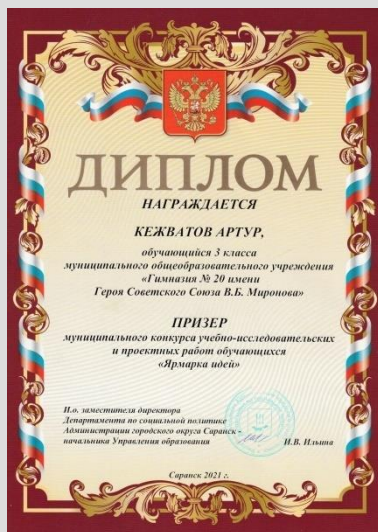 ДИПЛОМ
НАГРАЖДАЕТСЯ
КЕЖВАТОВ АРТУР,
обучающийся 3 класса
муниципального общеобразовательного учреждения
«Гимназия № 20 имени
Героя Советского Союза В.Б. Миронова»
ПРИЗЕР
муниципального конкурса учебно-исследовательских
и проектных работ обучающихся
«Ярмарка идей»
И.о. заместителя директора
Департамента по социальной политике
Администрации городского округа Саранск -
начальника Управления образования И.В. Ильина
Саранск 2021 г.